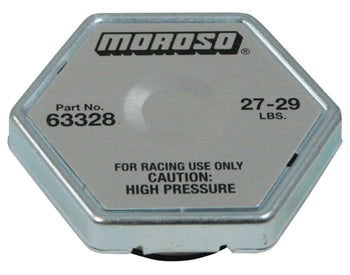 MOROSO®
Part No. 27-29
63328 LBS.
FOR RACING USE ONLY
CAUTION:
HIGH PRESSURE